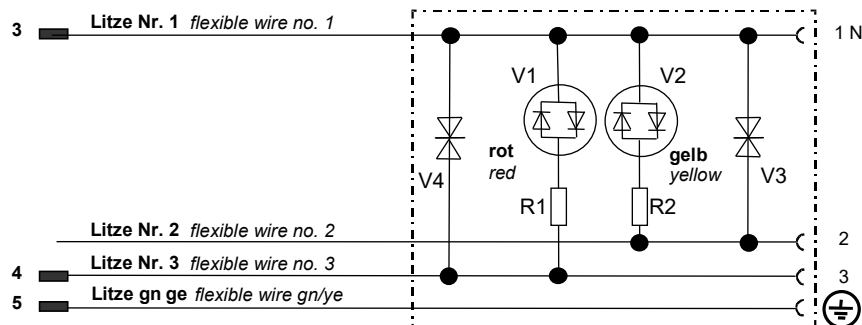 3 Litze Nr. 1 flexible wire no. 1 1 N
V1 V2
rot gelb
red yellow
V4 V3
R1 R2
Litze Nr. 2 flexible wire no. 2 2
4 Litze Nr. 3 flexible wire no. 3 3
5 Litze gn ge flexible wire gn/ye